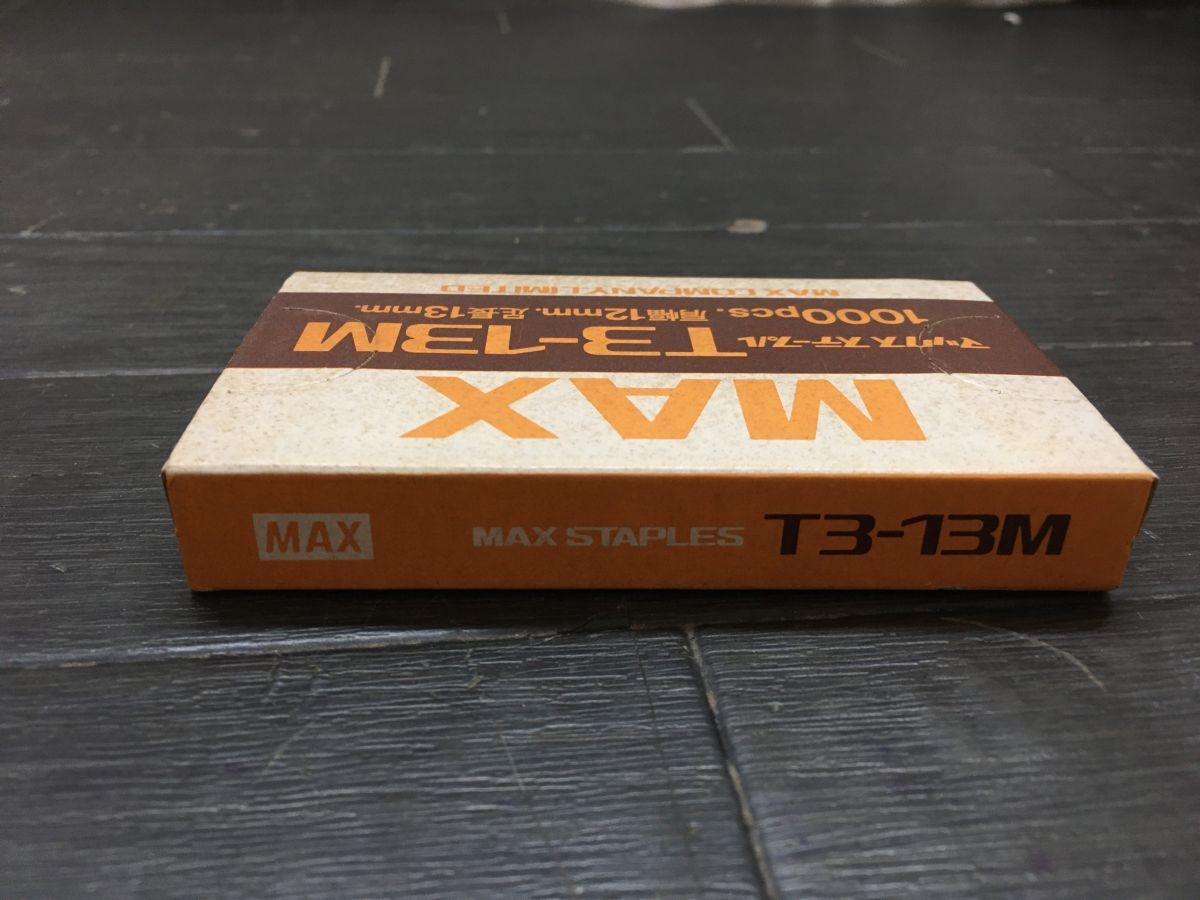 MAX
マックス ステープル T3-13M
1000pcs. 肩幅12mm. 足長13mm.
MAX COMPANY LIMITED
MAX MAX STAPLES T3-13M